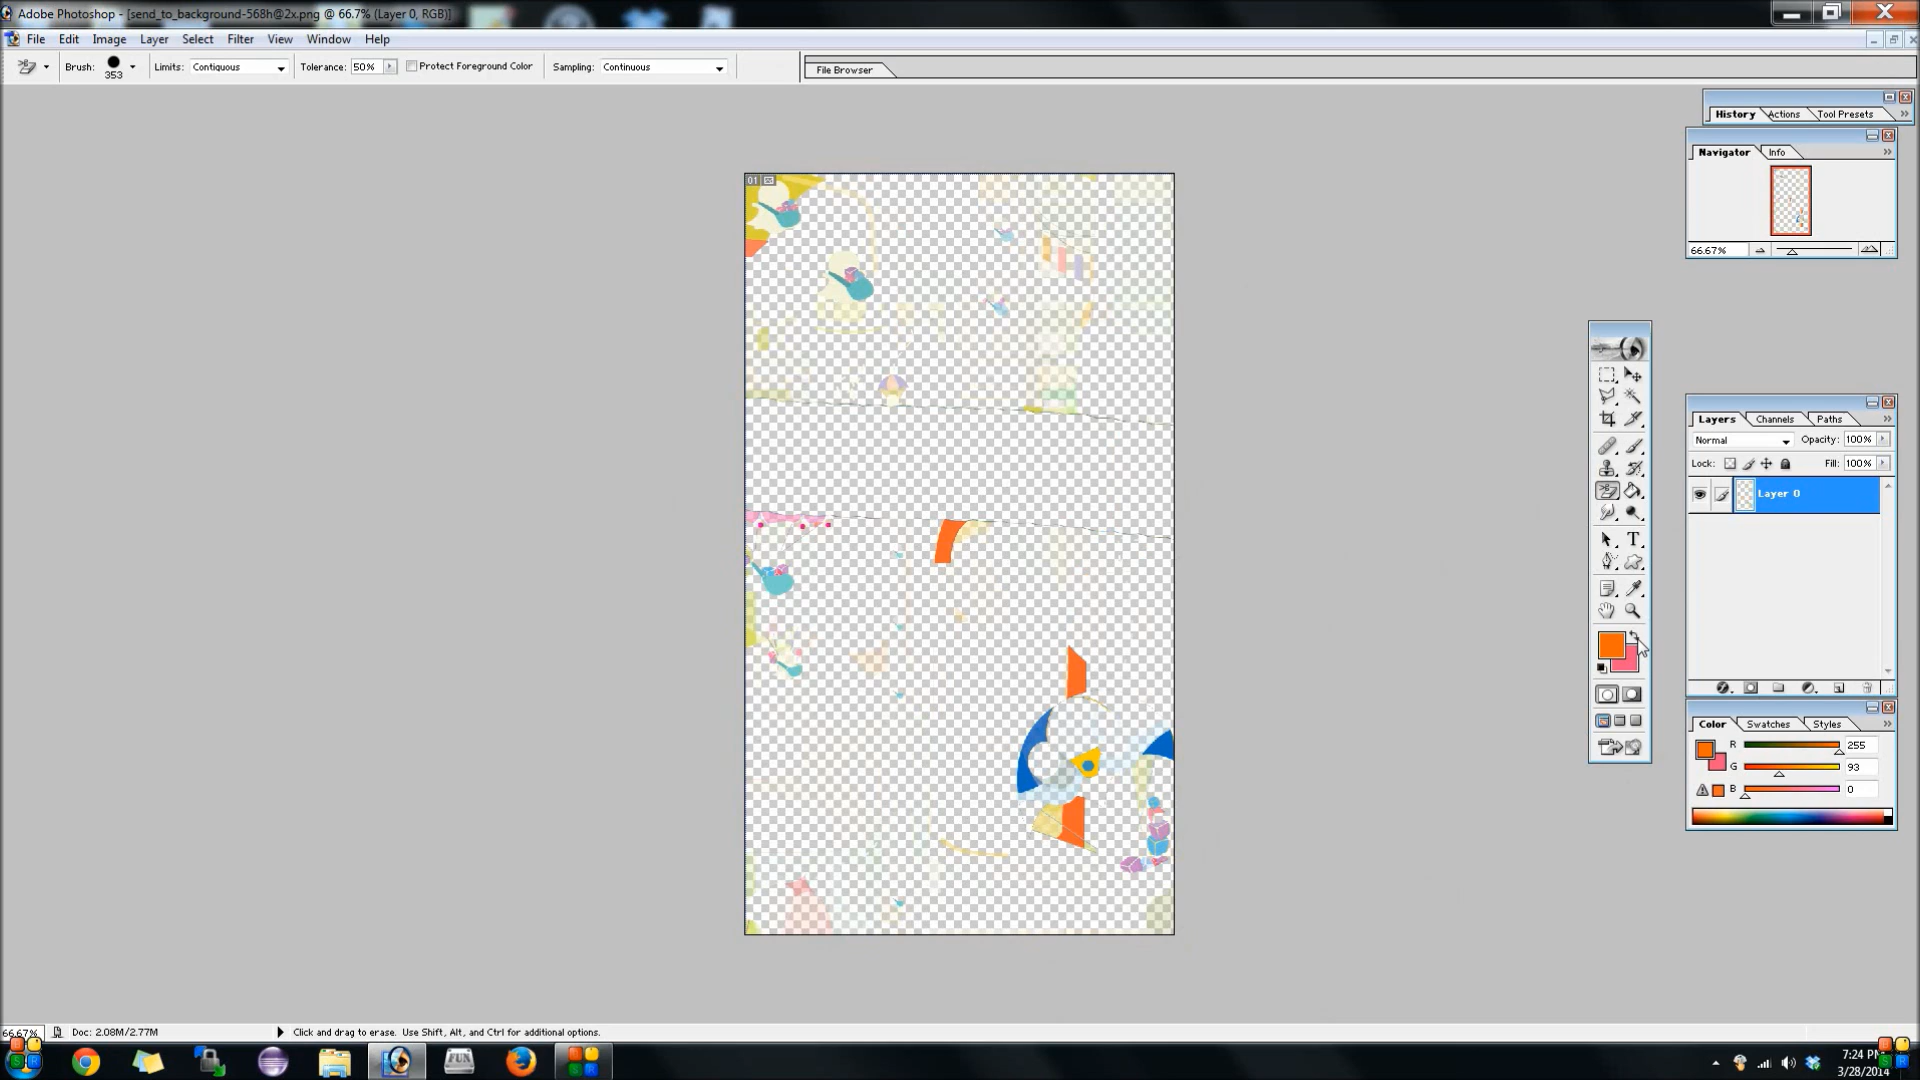 Adobe Photoshop - [send_to_background-568h@2x.png @ 66.7% (Layer 0, RGB)]
File Edit Image Layer Select Filter View Window Help
Brush: 353 Limits: Contiguous Tolerance: 50% Protect Foreground Color Sampling: Continuous File Browser
History Actions Tool Presets
Navigator Info
01
66.67%
Layers Channels Paths
Normal Opacity: 100%
Lock: Fill: 100%
Layer 0
T
Color Swatches Styles
R 255
G 93
B 0
66.67% Doc: 2.08M/2.77M Click and drag to erase. Use Shift, Alt, and Ctrl for additional options.
FUN
7:24 PM
3/28/2014